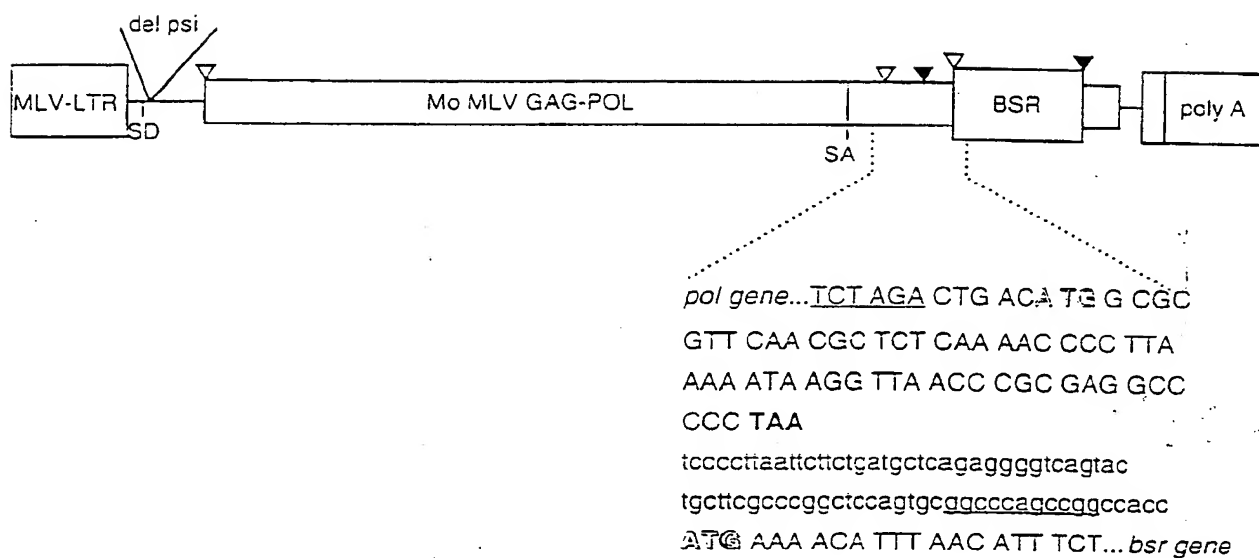 del psi
MLV-LTR
SD
Mo MLV GAG-POL
SA
BSR
poly A
pol gene...TCT AGA CTG ACA TG G CGC
GTT CAA CGC TCT CAA AAC CCC TTA
AAA ATA AGG TTA ACC CGC GAG GCC
CCC TAA
tccccttaattcttctgatgctcagaggggtcagtac
tgcttcgcccggctccagtgcggcccagccggccacc
ATG AAA ACA TTT AAC ATT TCT... bsr gene